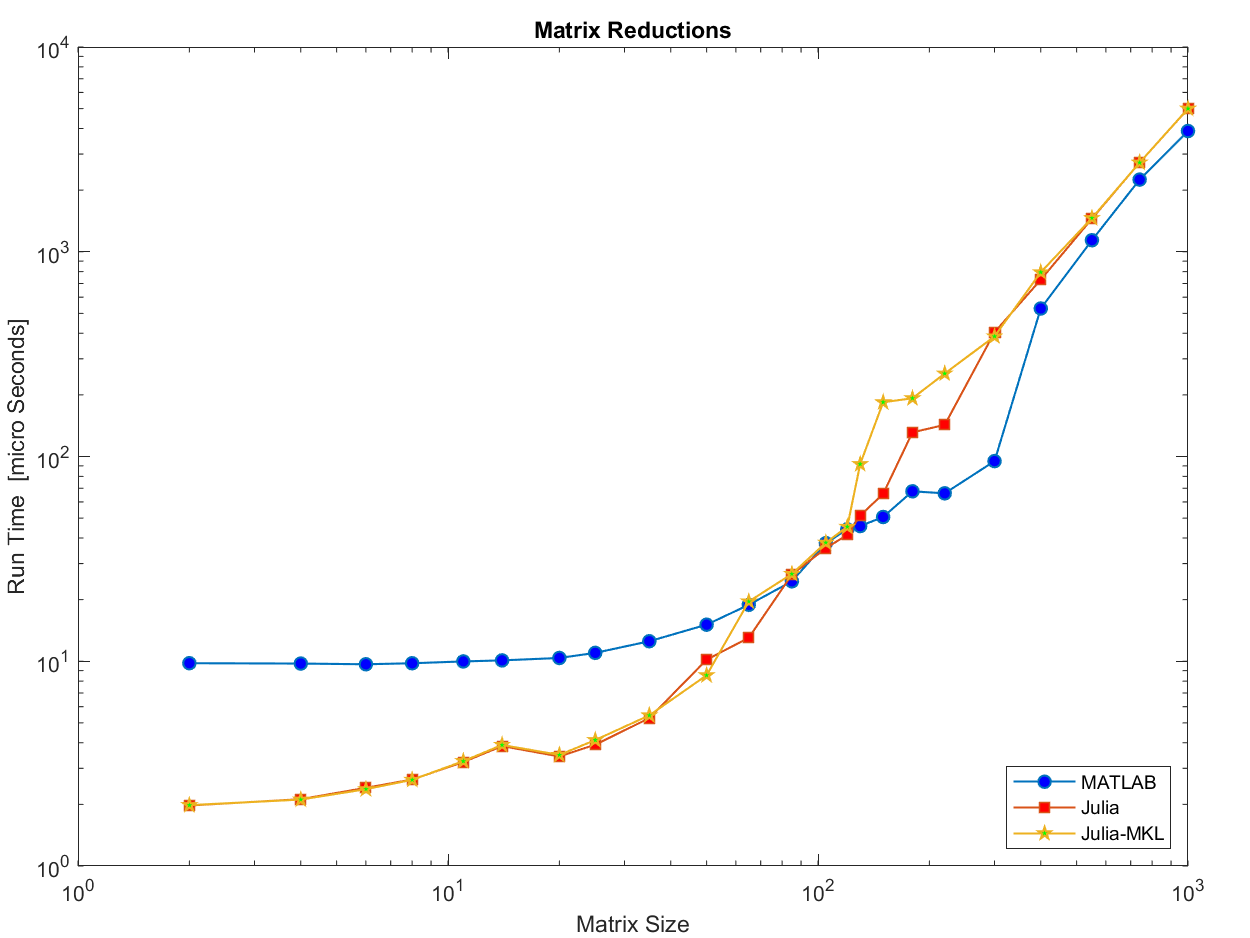 Matrix Reductions
10^4
10^3
10^2
10^1
10^0
Run Time [micro Seconds]
10^0 10^1 10^2 10^3
Matrix Size
MATLAB
Julia
Julia-MKL